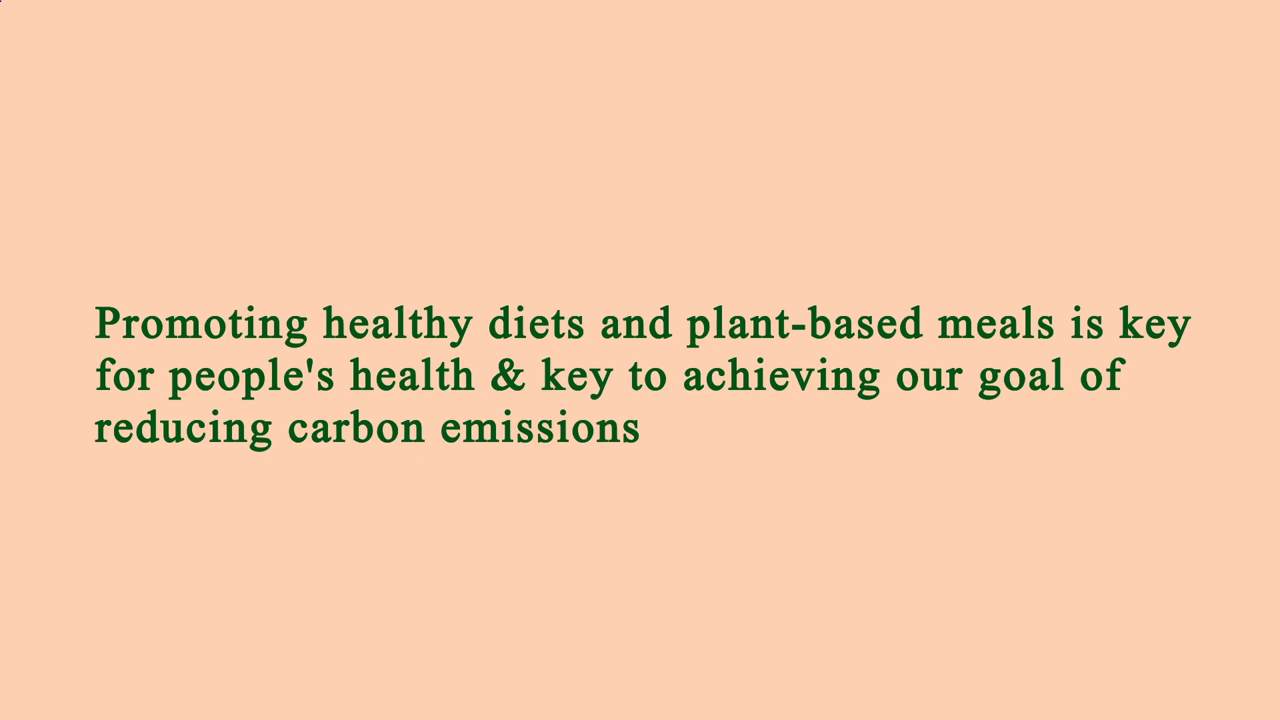 Promoting healthy diets and plant-based meals is key
for people's health & key to achieving our goal of
reducing carbon emissions